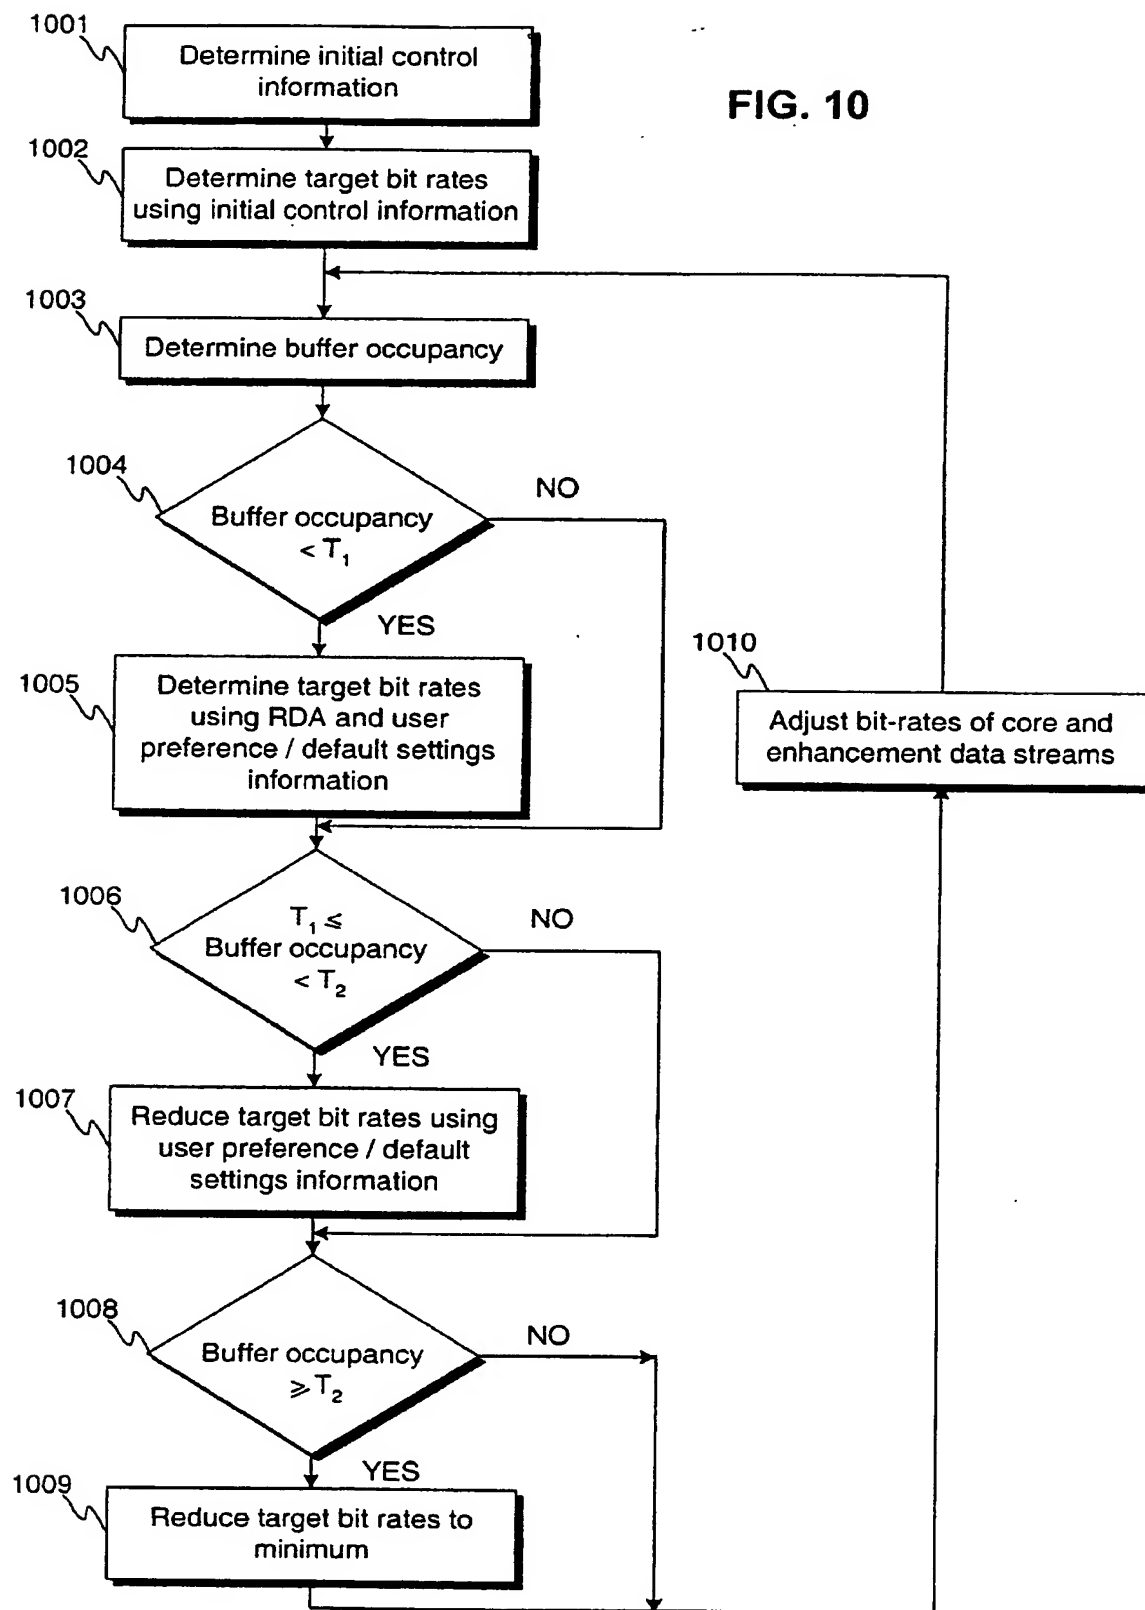 1001
Determine initial control
information
FIG. 10
1002
Determine target bit rates
using initial control information
1003
Determine buffer occupancy
1004
Buffer occupancy
< T1
NO
YES
1005
Determine target bit rates
using RDA and user
preference / default settings
information
1010
Adjust bit-rates of core and
enhancement data streams
1006
T1 ≤
Buffer occupancy
< T2
NO
YES
1007
Reduce target bit rates using
user preference / default
settings information
1008
Buffer occupancy
≥ T2
NO
YES
1009
Reduce target bit rates to
minimum